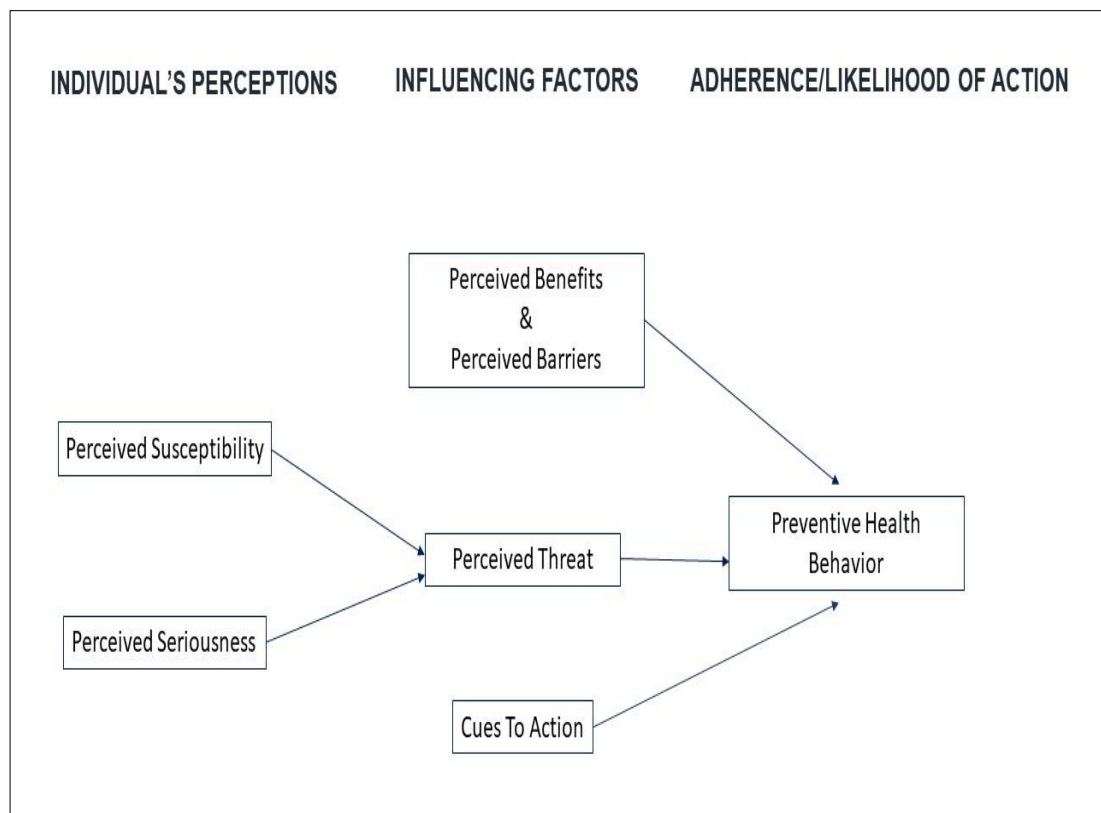 INDIVIDUAL'S PERCEPTIONS
INFLUENCING FACTORS
ADHERENCE/LIKELIHOOD OF ACTION
Perceived Benefits
&
Perceived Barriers
Perceived Susceptibility
Preventive Health
Behavior
Perceived Threat
Perceived Seriousness
Cues To Action